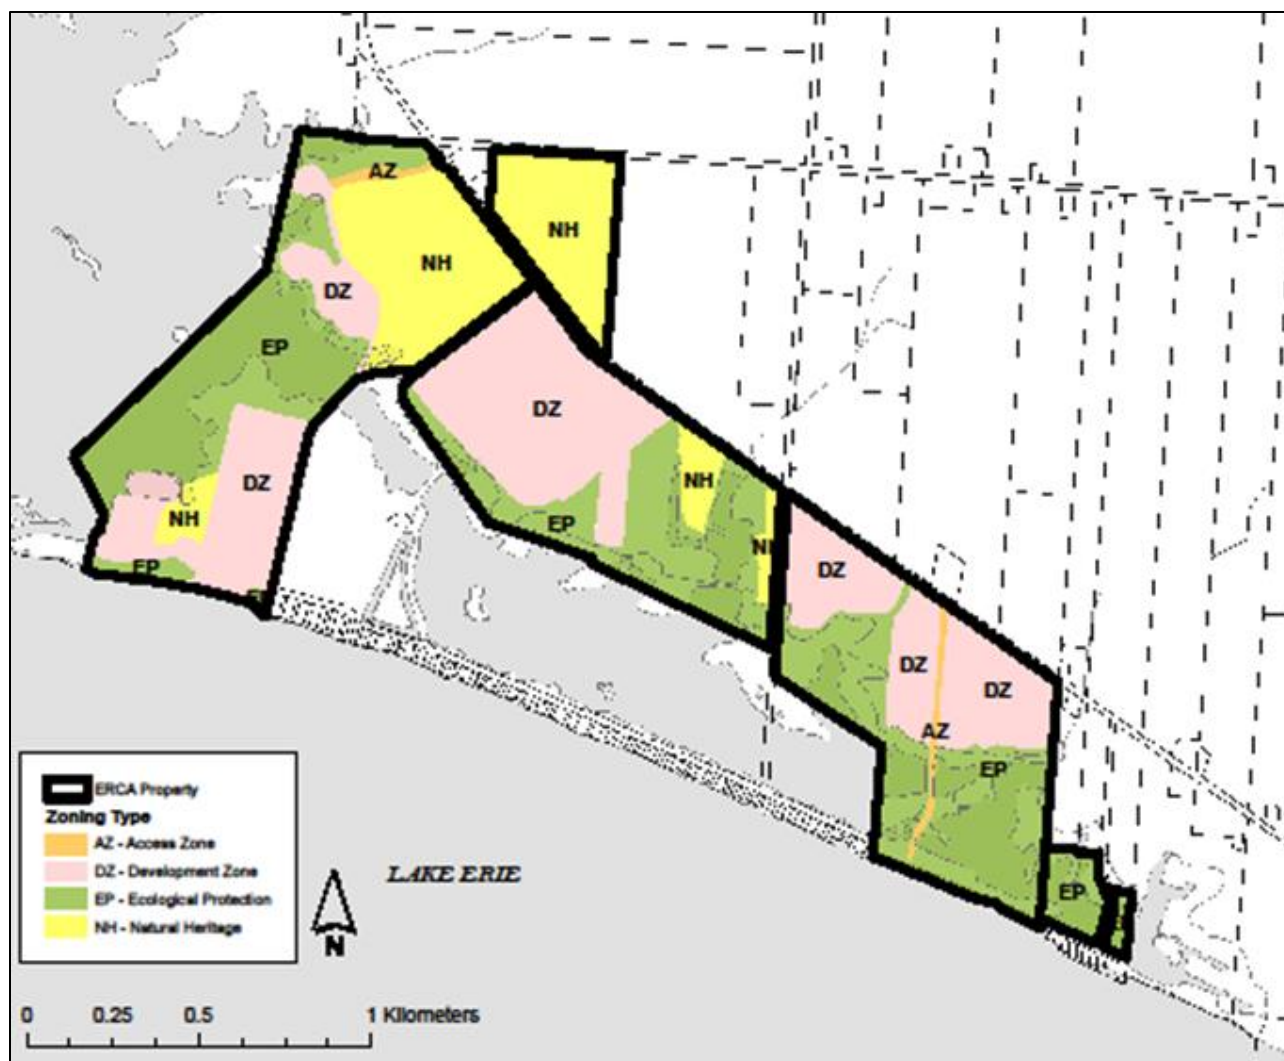 AZ
NH
NH
DZ
EP
DZ
NH
DZ
NH
EP
EP
DZ
DZ
DZ
AZ
EP
EP
ERCA Property
Zoning Type
AZ - Access Zone
DZ - Development Zone
EP - Ecological Protection
NH - Natural Heritage
LAKE ERIE
N
0 0.25 0.5 1 Kilometers